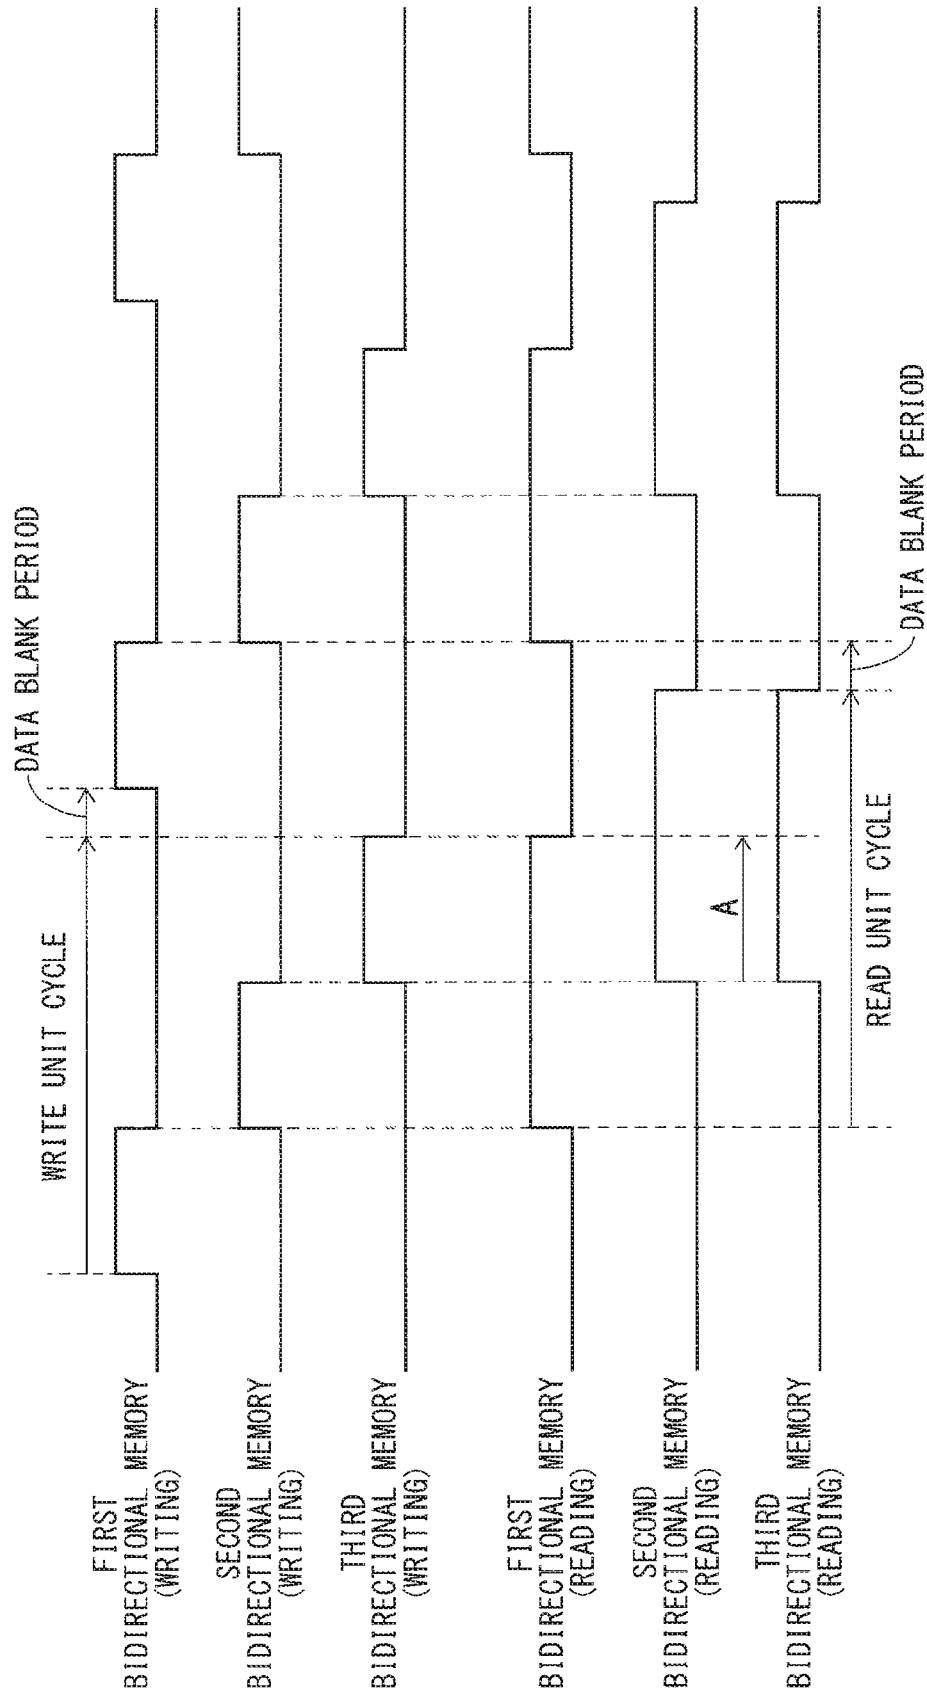 DATA BLANK PERIOD
WRITE UNIT CYCLE
FIRST
BIDIRECTIONAL MEMORY
(WRITING)
SECOND
BIDIRECTIONAL MEMORY
(WRITING)
THIRD
BIDIRECTIONAL MEMORY
(WRITING)
FIRST
BIDIRECTIONAL MEMORY
(READING)
SECOND
BIDIRECTIONAL MEMORY
(READING)
A
THIRD
BIDIRECTIONAL MEMORY
(READING)
READ UNIT CYCLE
DATA BLANK PERIOD